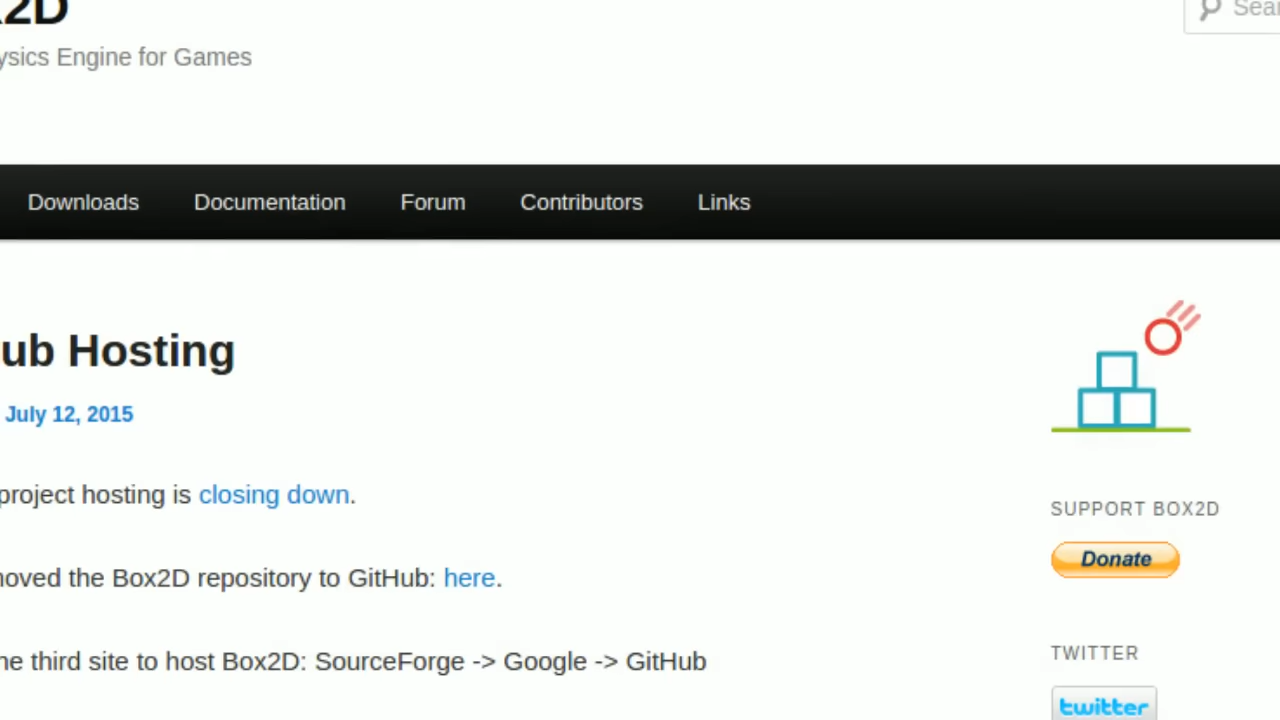 2D
Sear
ysics Engine for Games
Downloads Documentation Forum Contributors Links
ub Hosting
July 12, 2015
project hosting is closing down.
moved the Box2D repository to GitHub: here.
SUPPORT BOX2D
Donate
he third site to host Box2D: SourceForge -> Google -> GitHub
TWITTER
twitter